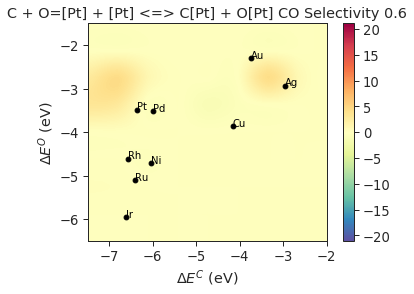 C + O=[Pt] + [Pt] <=> C[Pt] + O[Pt] CO Selectivity 0.6
−2
−3
−4
−5
−6
ΔE^O (eV)
Au
Ag
Pt
Pd
Cu
Rh
Ni
Ru
Ir
−7
−6
−5
−4
−3
−2
ΔE^C (eV)
20
15
10
5
0
−5
−10
−15
−20